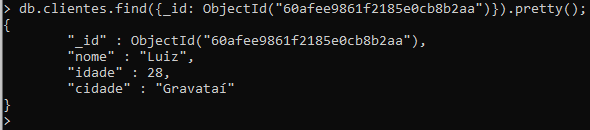 > db.clientes.find({_id: ObjectId("60afee9861f2185e0cb8b2aa")}).pretty();
{
        "_id" : ObjectId("60afee9861f2185e0cb8b2aa"),
        "nome" : "Luiz",
        "idade" : 28,
        "cidade" : "Gravataí"
}
>